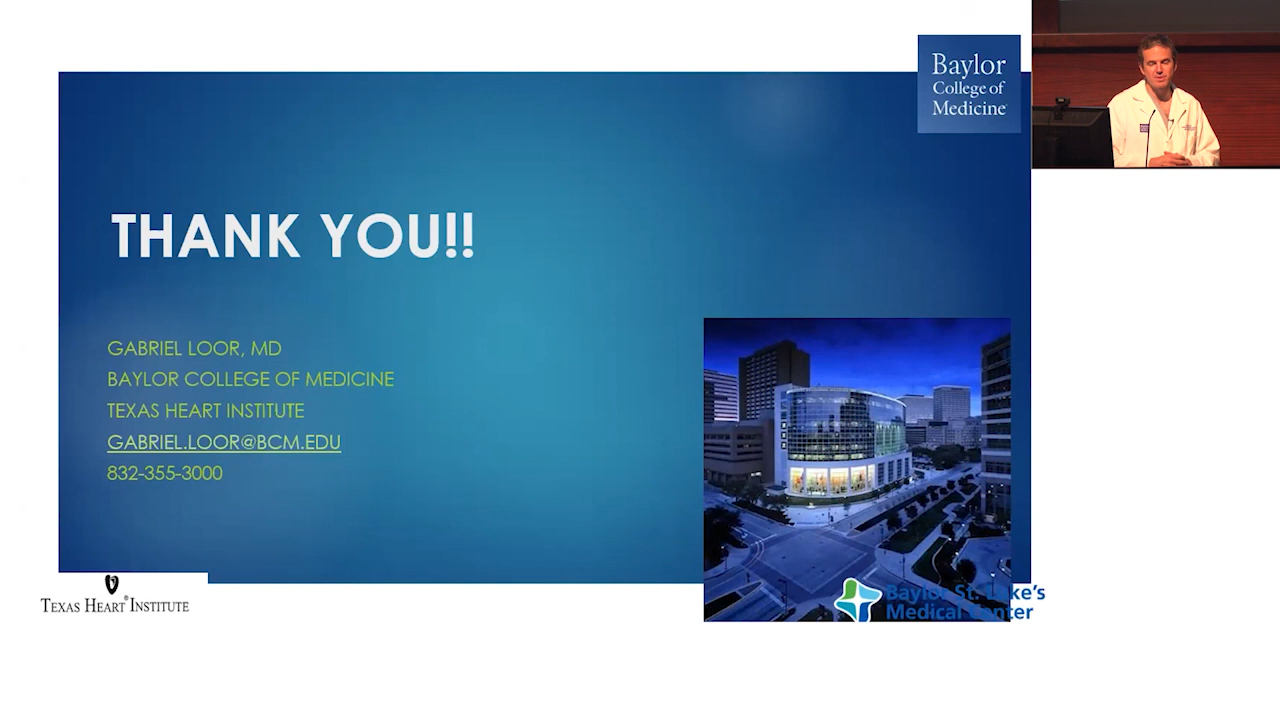 Baylor
College of
Medicine
THANK YOU!!
GABRIEL LOOR, MD
BAYLOR COLLEGE OF MEDICINE
TEXAS HEART INSTITUTE
GABRIEL.LOOR@BCM.EDU
832-355-3000
TEXAS HEART® INSTITUTE
Baylor St. Luke's
Medical Center